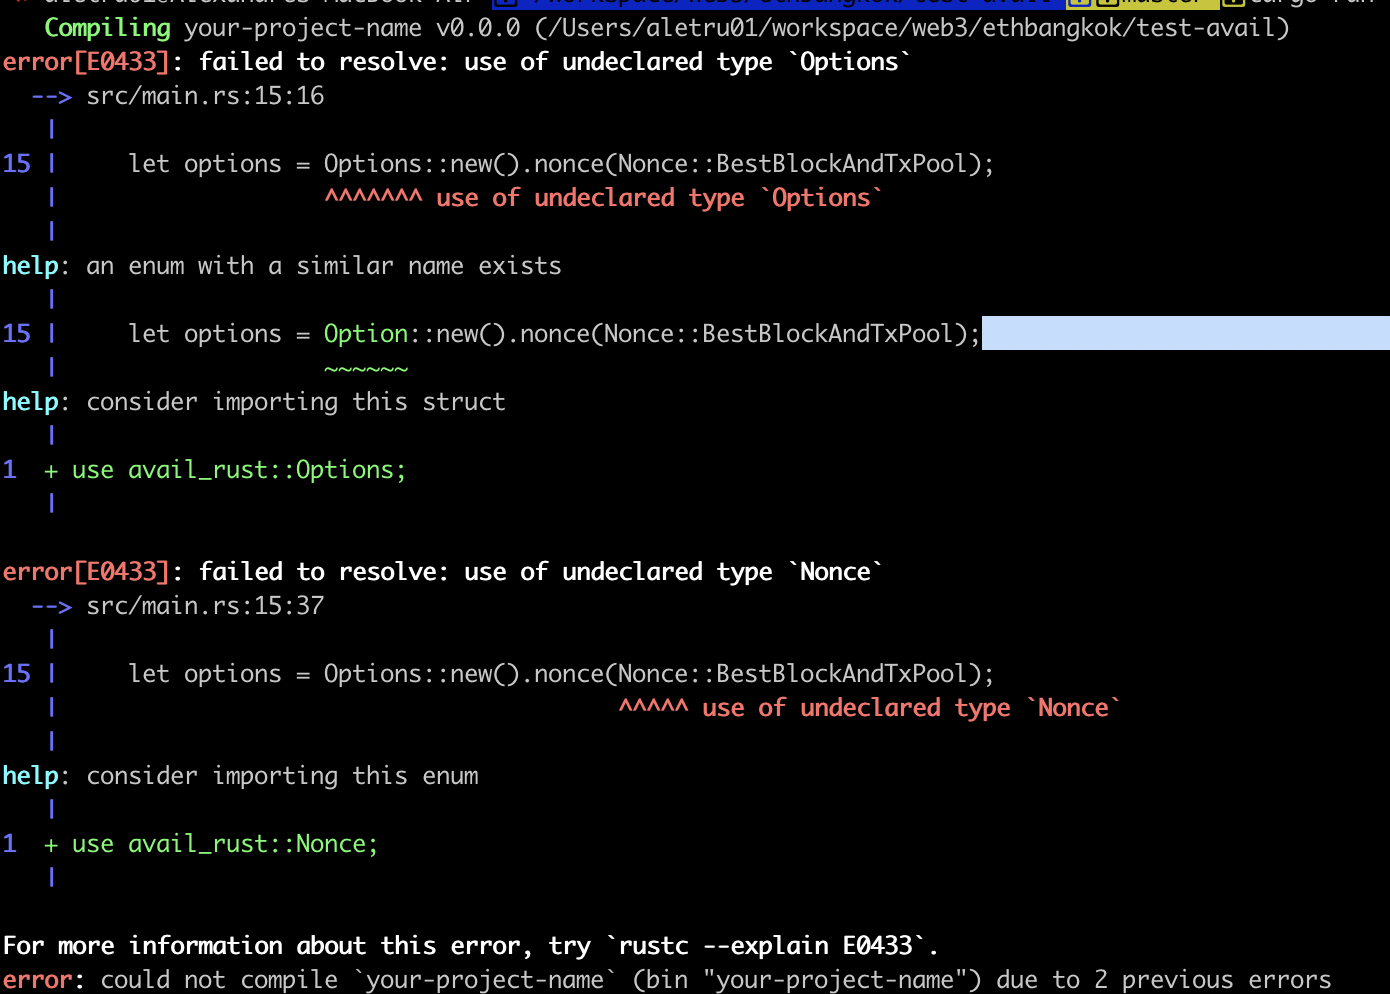 Compiling your-project-name v0.0.0 (/Users/aletru01/workspace/web3/ethbangkok/test-avail)
error[E0433]: failed to resolve: use of undeclared type `Options`
--> src/main.rs:15:16
|
15 | let options = Options::new().nonce(Nonce::BestBlockAndTxPool);
| ^^^^^^^ use of undeclared type `Options`
|
help: an enum with a similar name exists
|
15 | let options = Option::new().nonce(Nonce::BestBlockAndTxPool);
| ~~~~~~
help: consider importing this struct
|
1 + use avail_rust::Options;
|
error[E0433]: failed to resolve: use of undeclared type `Nonce`
--> src/main.rs:15:37
|
15 | let options = Options::new().nonce(Nonce::BestBlockAndTxPool);
| ^^^^^ use of undeclared type `Nonce`
|
help: consider importing this enum
|
1 + use avail_rust::Nonce;
|
For more information about this error, try `rustc --explain E0433`.
error: could not compile `your-project-name` (bin "your-project-name") due to 2 previous errors